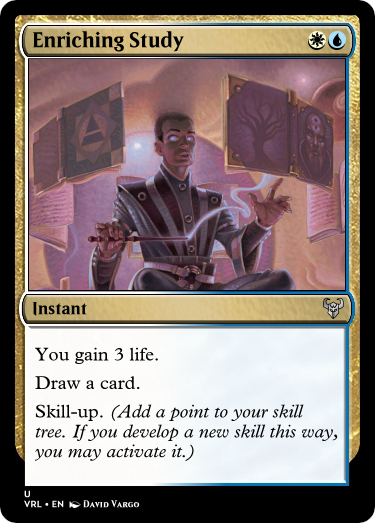 Enriching Study
Instant
You gain 3 life.
Draw a card.
Skill-up. (Add a point to your skill
tree. If you develop a new skill this way,
you may activate it.)
U
VRL • EN DAVID VARGO